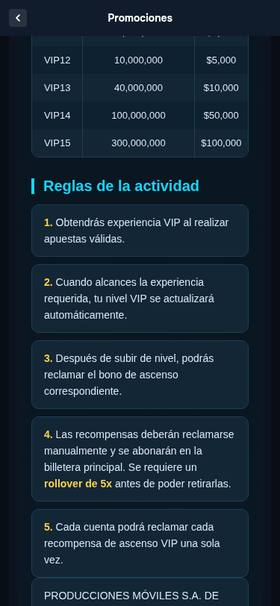 Promociones
VIP12 10,000,000 $5,000
VIP13 40,000,000 $10,000
VIP14 100,000,000 $50,000
VIP15 300,000,000 $100,000
Reglas de la actividad
1. Obtendrás experiencia VIP al realizar
apuestas válidas.
2. Cuando alcances la experiencia
requerida, tu nivel VIP se actualizará
automáticamente.
3. Después de subir de nivel, podrás
reclamar el bono de ascenso
correspondiente.
4. Las recompensas deberán reclamarse
manualmente y se abonarán en la
billetera principal. Se requiere un
rollover de 5x antes de poder retirarlas.
5. Cada cuenta podrá reclamar cada
recompensa de ascenso VIP una sola
vez.
PRODUCCIONES MÓVILES S.A. DE